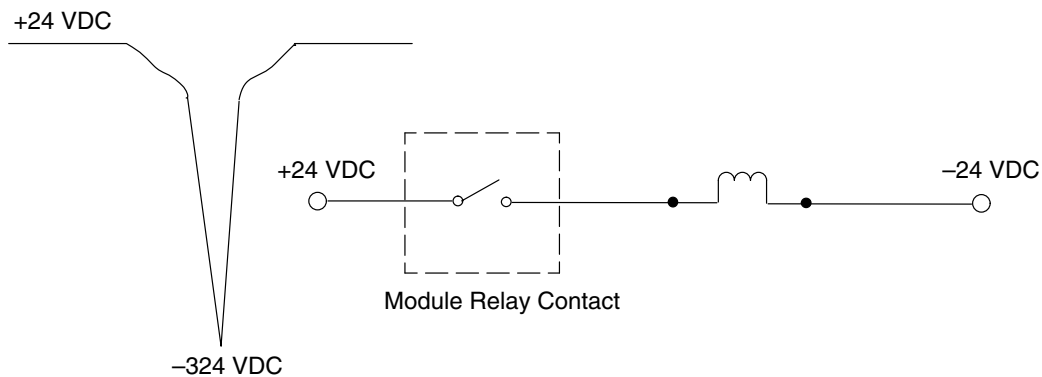 +24 VDC
+24 VDC
–24 VDC
Module Relay Contact
–324 VDC